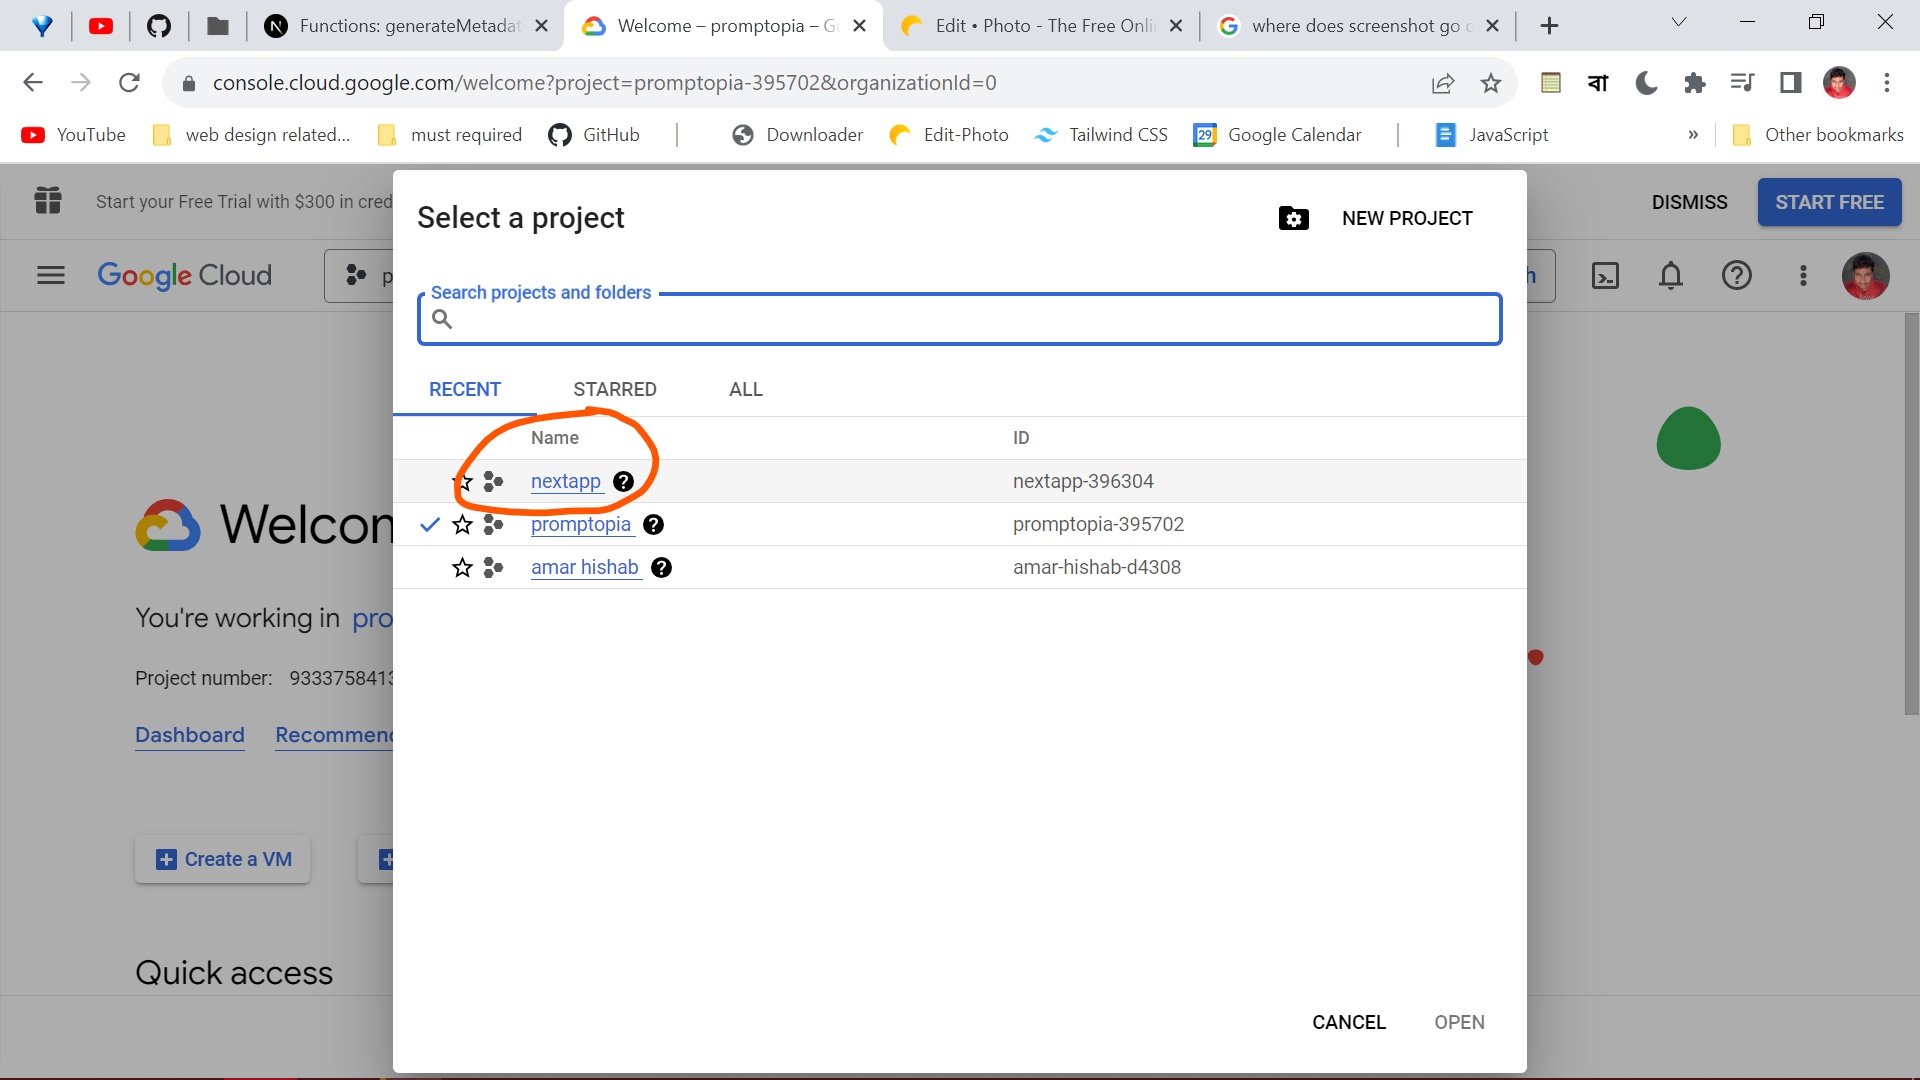 Functions: generateMetadat
Welcome – promptopia – G
Edit • Photo - The Free Onli
where does screenshot go
console.cloud.google.com/welcome?project=promptopia-395702&organizationId=0
বা
YouTube
web design related...
must required
GitHub
Downloader
Edit-Photo
Tailwind CSS
29
Google Calendar
JavaScript
»
Other bookmarks
Start your Free Trial with $300 in cred
DISMISS
START FREE
Google Cloud
p
h
Select a project
NEW PROJECT
Search projects and folders
RECENT
STARRED
ALL
Name
ID
nextapp
nextapp-396304
promptopia
promptopia-395702
amar hishab
amar-hishab-d4308
Welcon
You're working in pro
Project number: 933375841
Dashboard
Recommen
Create a VM
Quick access
CANCEL
OPEN